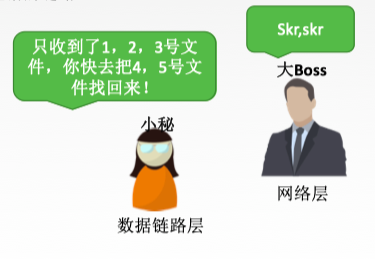 Skr,skr
只收到了1，2，3号文
件，你快去把4，5号文
件找回来！
大Boss
小秘
网络层
数据链路层